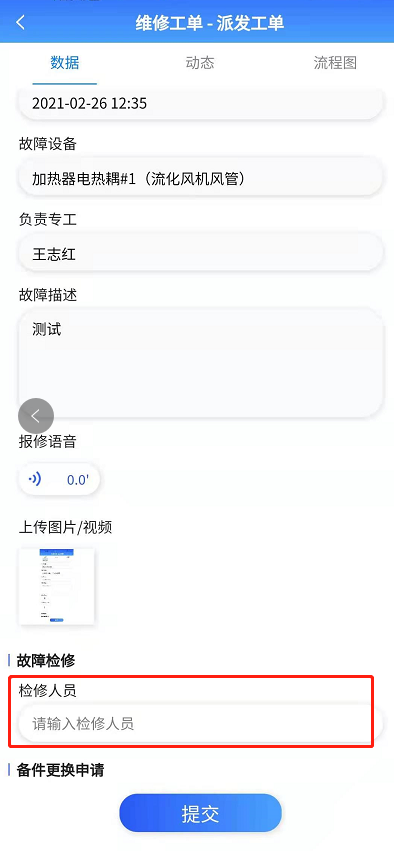 维修工单 - 派发工单
数据 动态 流程图
2021-02-26 12:35
故障设备
加热器电热耦#1（流化风机风管）
负责专工
王志红
故障描述
测试
报修语音
0.0'
上传图片/视频
故障检修
检修人员
请输入检修人员
备件更换申请
提交